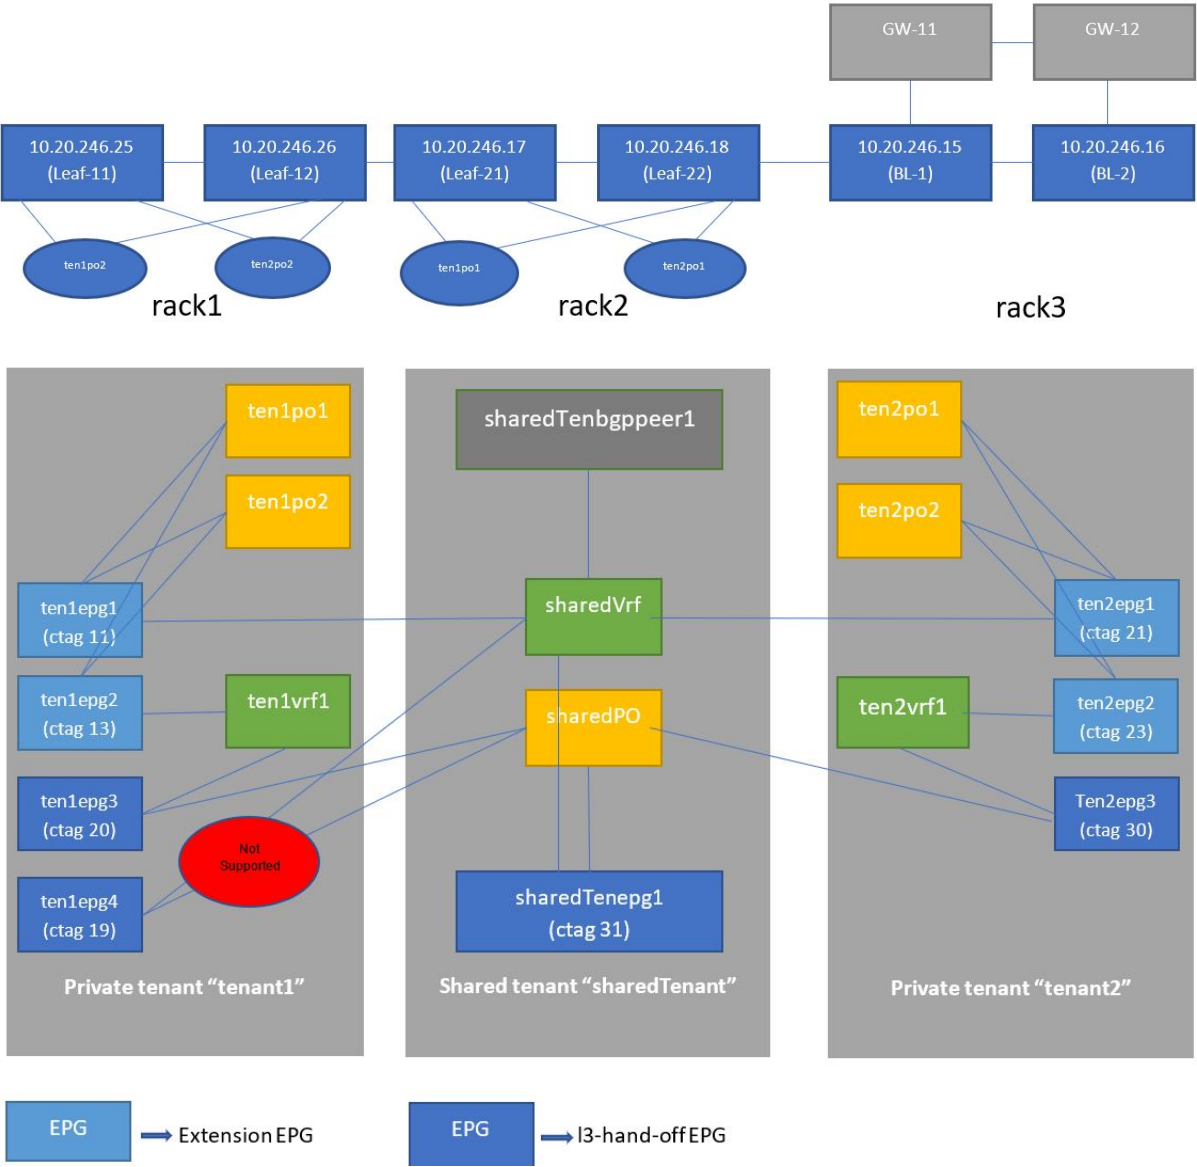 GW-11
GW-12
10.20.246.25
(Leaf-11)
10.20.246.26
(Leaf-12)
10.20.246.17
(Leaf-21)
10.20.246.18
(Leaf-22)
10.20.246.15
(BL-1)
10.20.246.16
(BL-2)
ten1po2
ten2po2
ten1po1
ten2po1
rack1
rack2
rack3
ten1po1
ten1po2
ten1epg1
(ctag 11)
ten1epg2
(ctag 13)
ten1vrf1
ten1epg3
(ctag 20)
Not
Supported
ten1epg4
(ctag 19)
Private tenant “tenant1”
sharedTenbgppeer1
sharedVrf
sharedPO
sharedTenepg1
(ctag 31)
Shared tenant “sharedTenant”
ten2po1
ten2po2
ten2epg1
(ctag 21)
ten2vrf1
ten2epg2
(ctag 23)
Ten2epg3
(ctag 30)
Private tenant “tenant2”
EPG
Extension EPG
EPG
l3-hand-off EPG